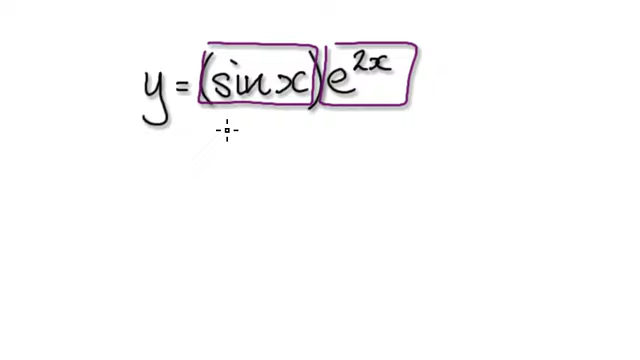 y = (sin x) e^{2x}